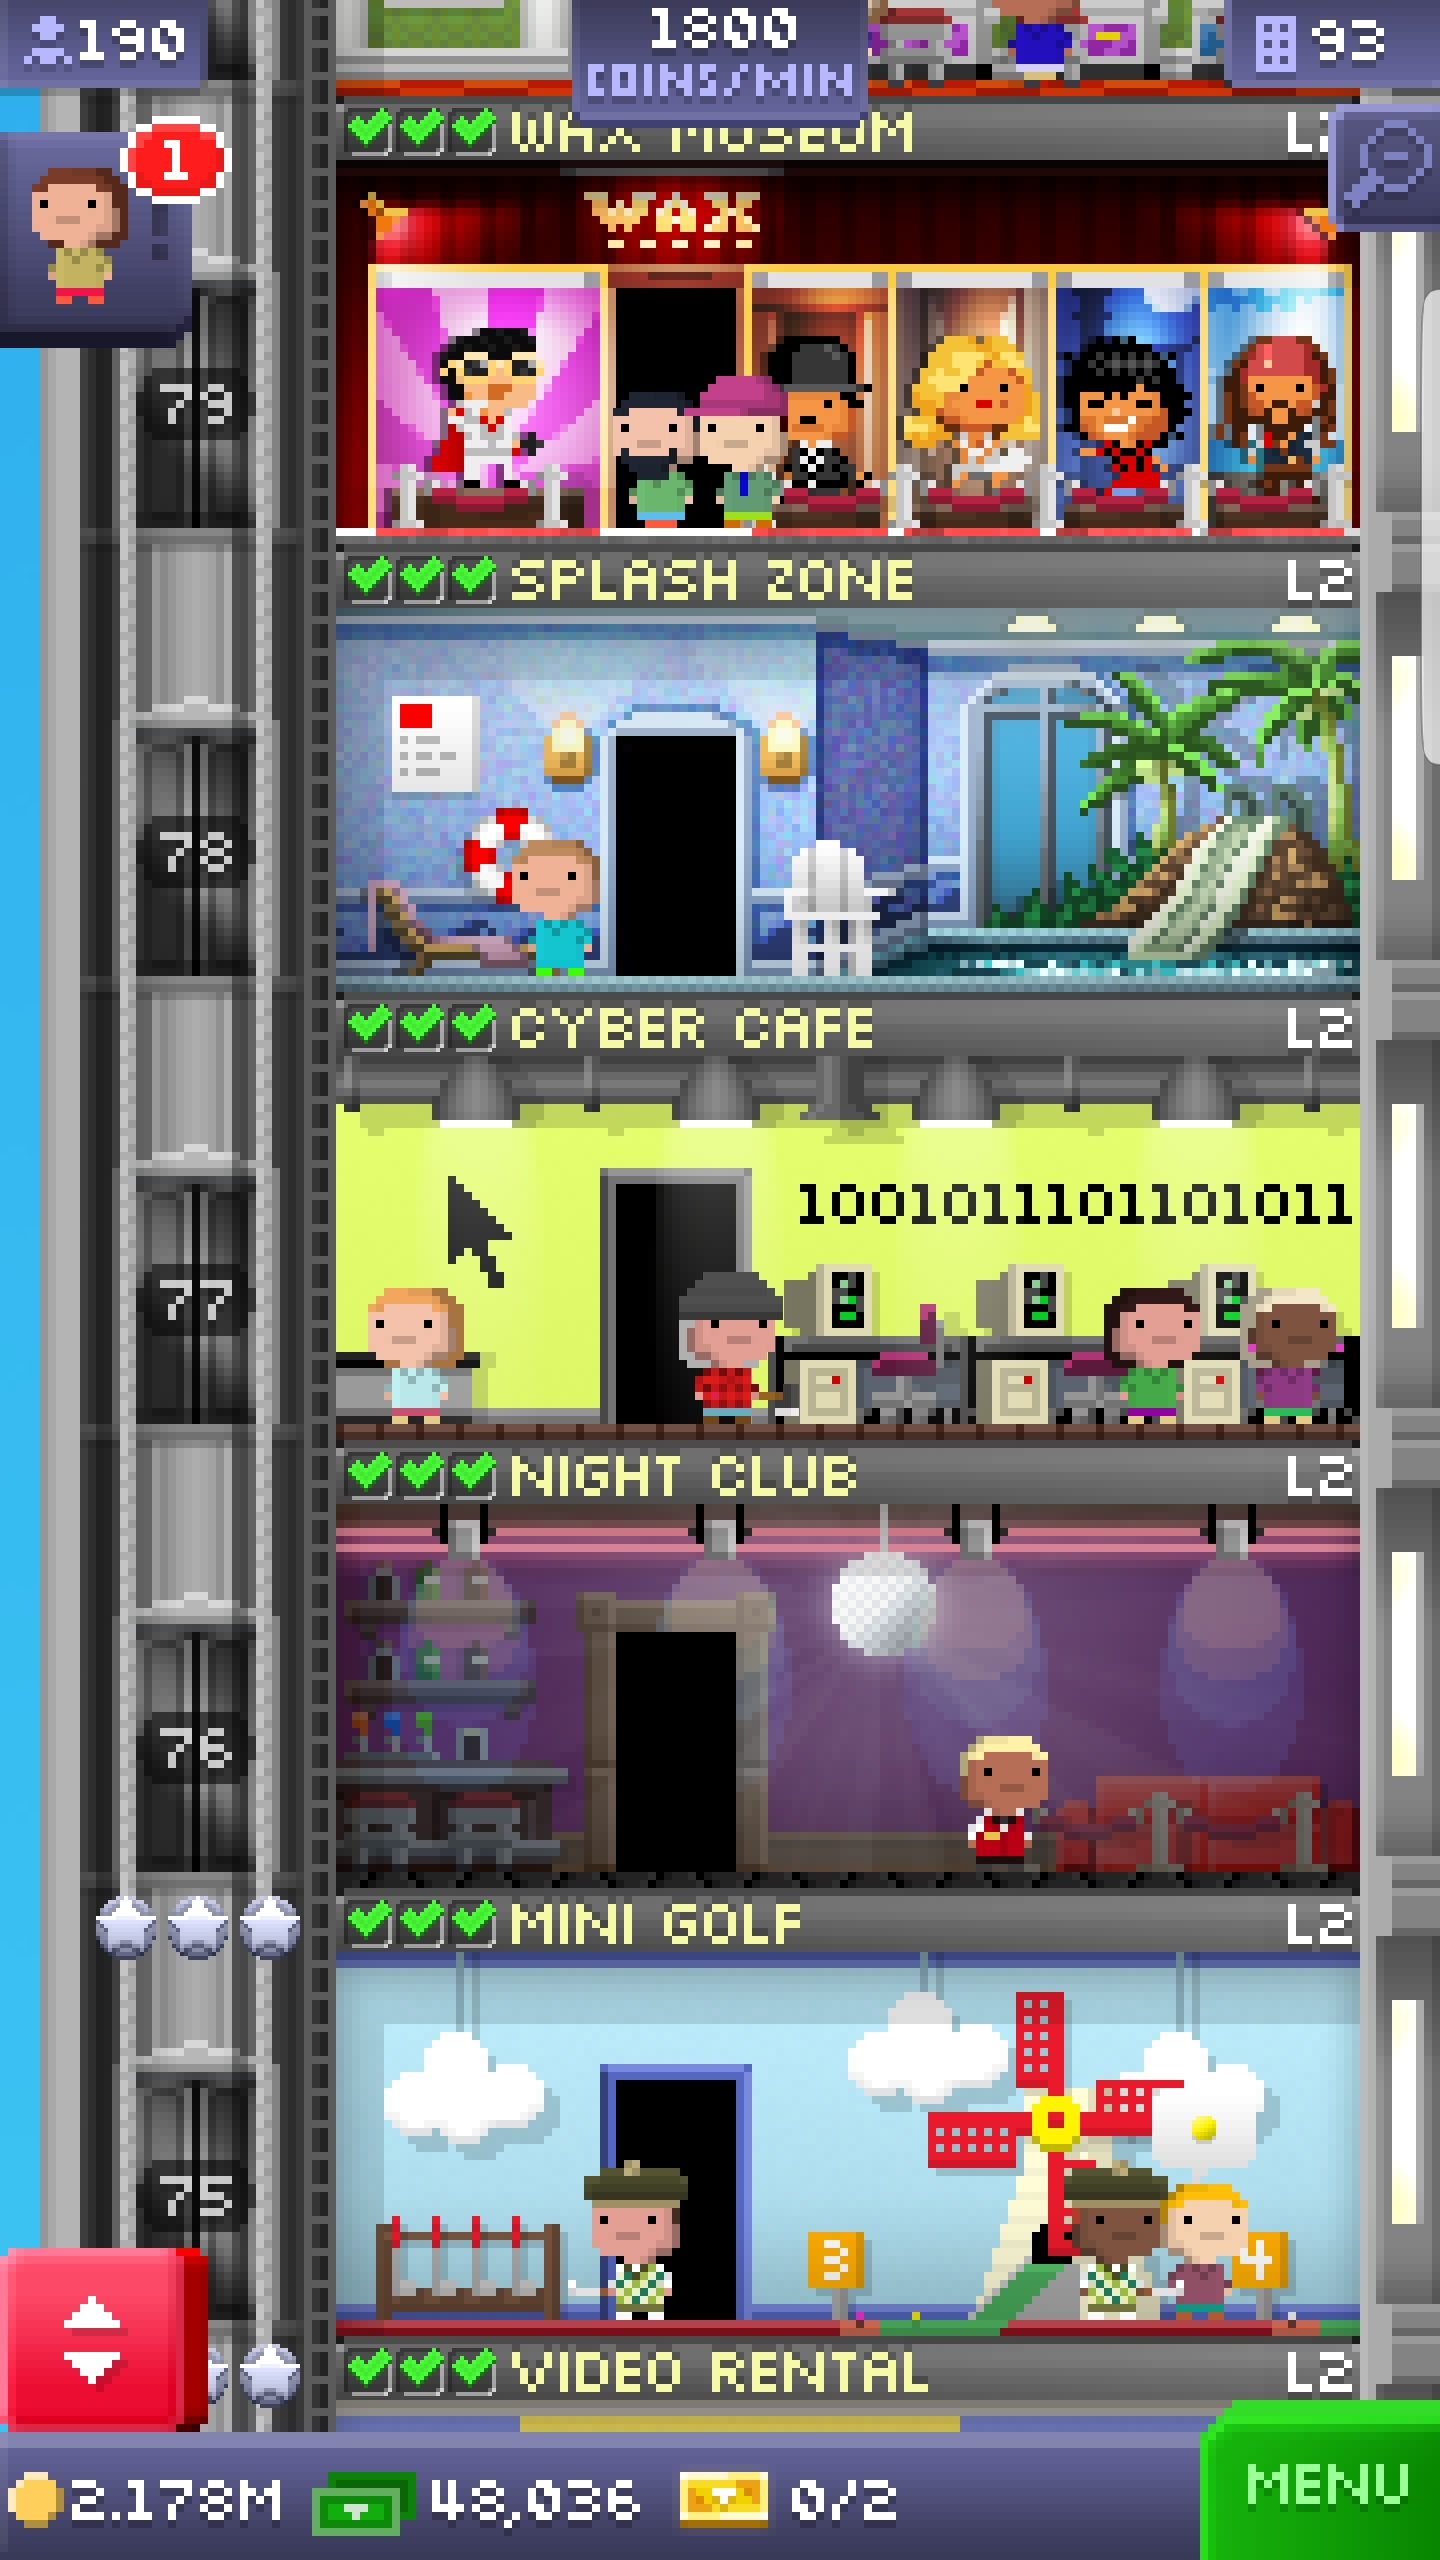 190
1800
COINS/MIN
93
1
WAX MUSEUM
L2
WAX
79
SPLASH ZONE
L2
78
CYBER CAFE
L2
10010111101101011
77
NIGHT CLUB
L2
76
MINI GOLF
L2
75
3
4
VIDEO RENTAL
L2
2.178M
48,036
0/2
MENU